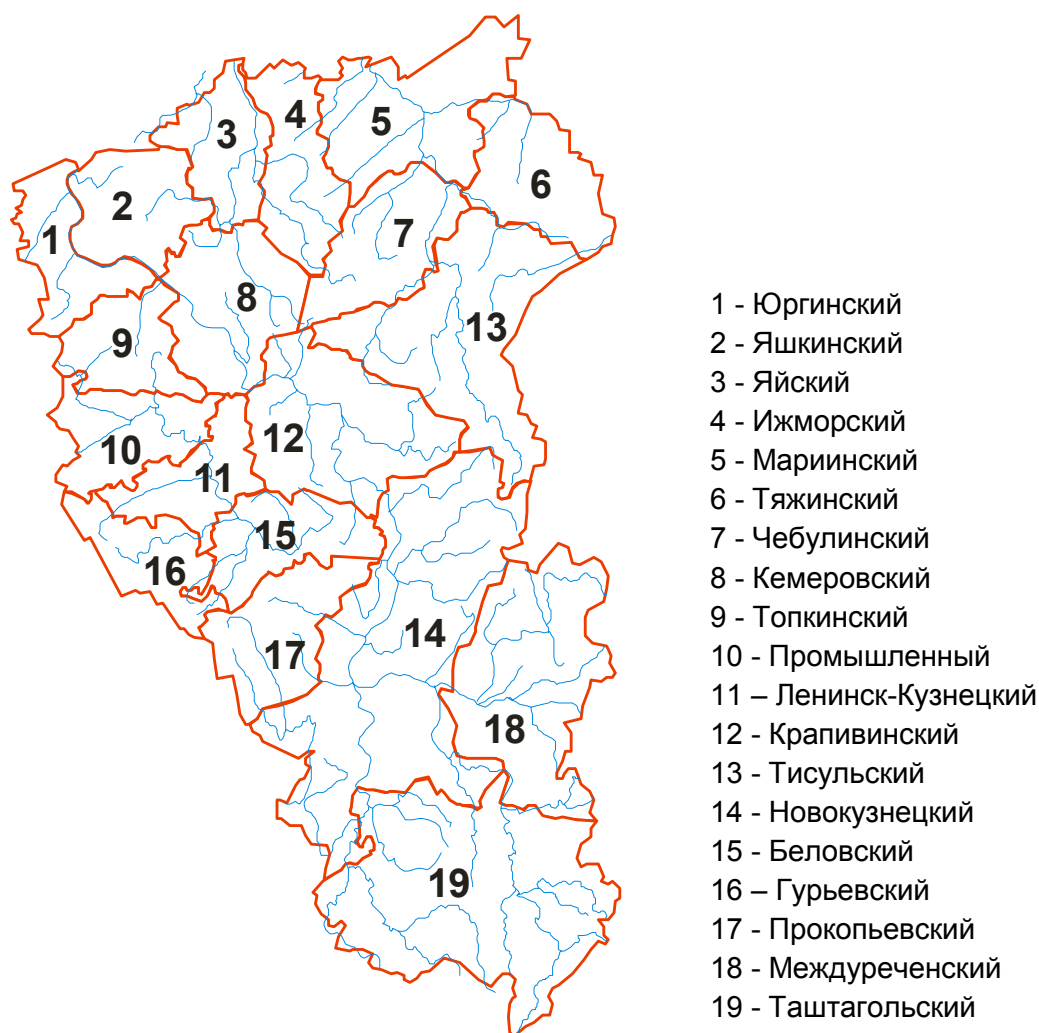 4
5
3
6
2
7
1
8
1 - Юргинский
13
2 - Яшкинский
9
3 - Яйский
4 - Ижморский
12
10
5 - Мариинский
11
6 - Тяжинский
15
7 - Чебулинский
16
8 - Кемеровский
14
9 - Топкинский
17
10 - Промышленный
11 – Ленинск-Кузнецкий
18
12 - Крапивинский
13 - Тисульский
14 - Новокузнецкий
15 - Беловский
19
16 – Гурьевский
17 - Прокопьевский
18 - Междуреченский
19 - Таштагольский